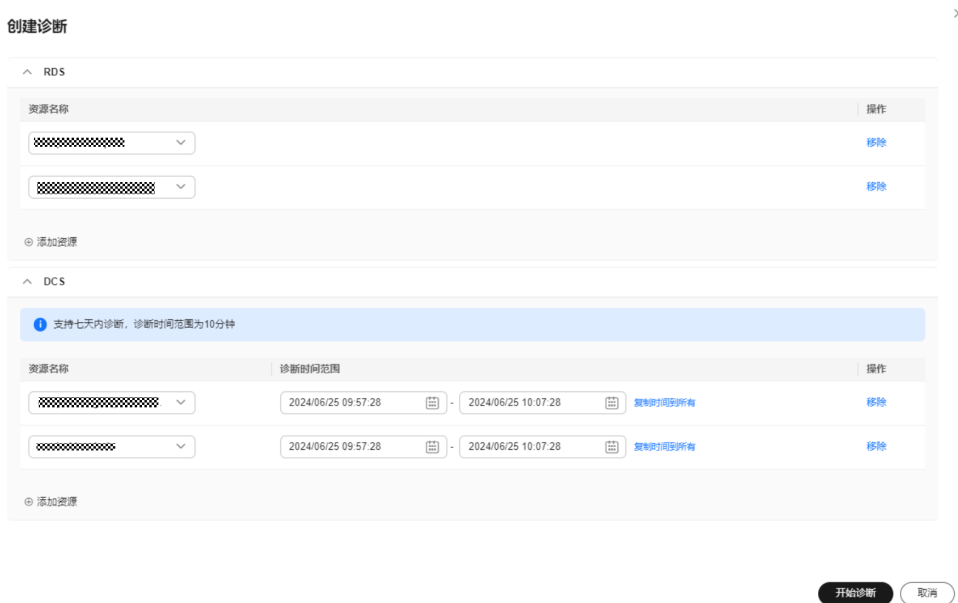 创建诊断
RDS
资源名称 操作
移除
移除
添加资源
DCS
支持七天内诊断，诊断时间范围为10分钟
资源名称 诊断时间范围 操作
2024/06/25 09:57:28 - 2024/06/25 10:07:28 复制时间到所有 移除
2024/06/25 09:57:28 - 2024/06/25 10:07:28 复制时间到所有 移除
添加资源
开始诊断 取消